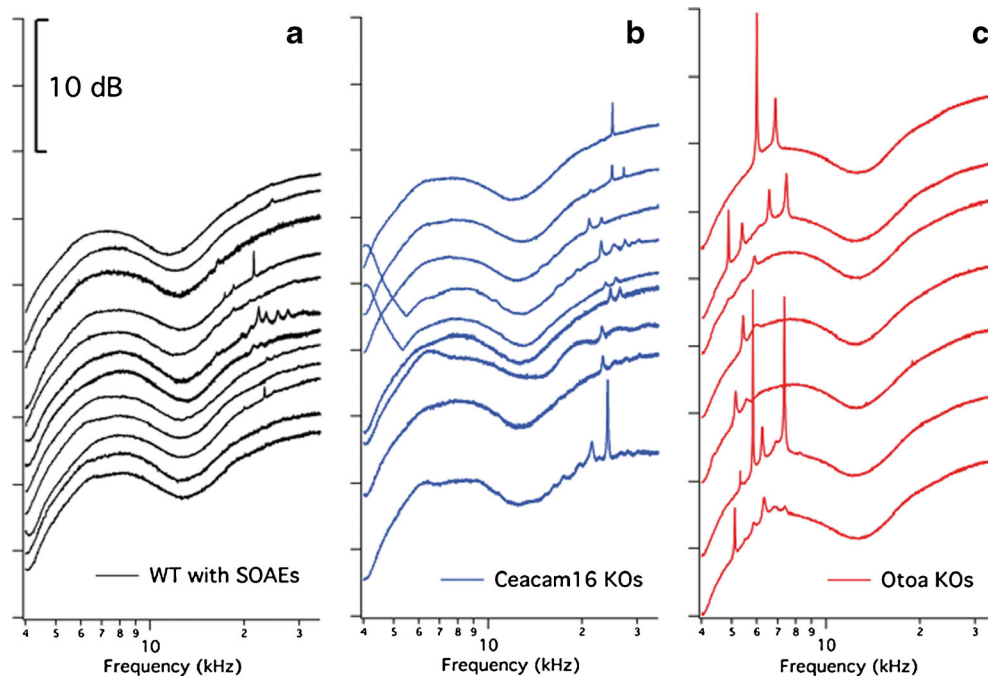 a
b
c
10 dB
WT with SOAEs
Ceacam16 KOs
Otoa KOs
4 5 6 7 8 9 10 2 3
4 5 6 7 8 9 10 2 3
4 5 6 7 8 9 10 2 3
Frequency (kHz)
Frequency (kHz)
Frequency (kHz)